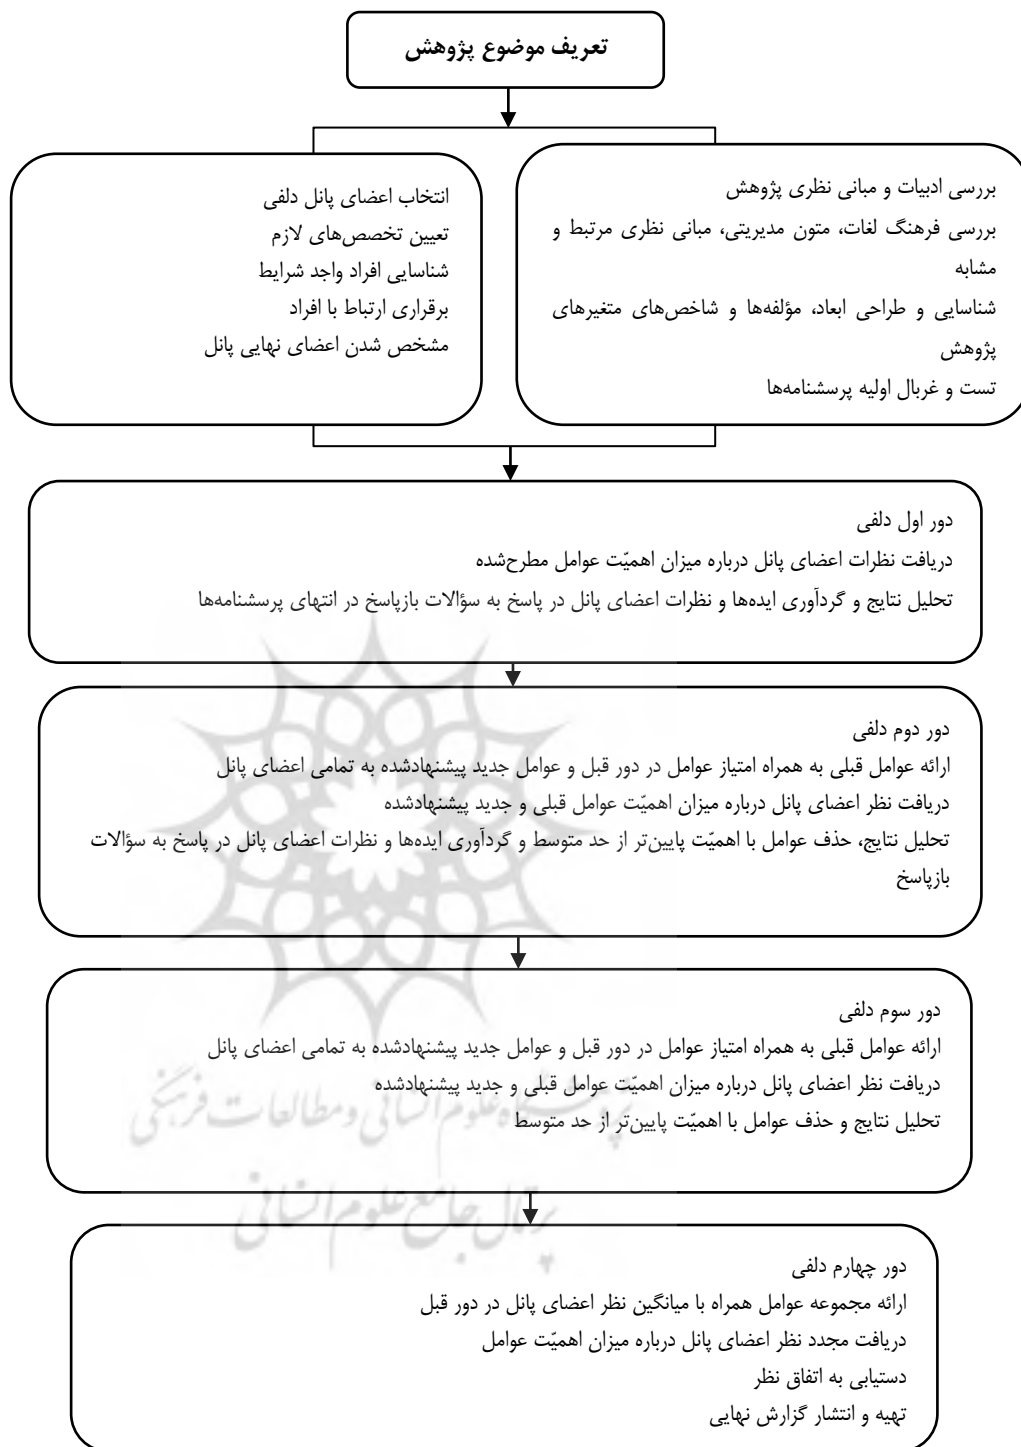 تعریف موضوع پژوهش
بررسی ادبیات و مبانی نظری پژوهش
بررسی فرهنگ لغات، متون مدیریتی، مبانی نظری مرتبط و
مشابه
شناسایی و طراحی ابعاد، مؤلفه‌ها و شاخص‌های متغیرهای
پژوهش
تست و غربال اولیه پرسشنامه‌ها
انتخاب اعضای پانل دلفی
تعیین تخصص‌های لازم
شناسایی افراد واجد شرایط
برقراری ارتباط با افراد
مشخص شدن اعضای نهایی پانل
دور اول دلفی
دریافت نظرات اعضای پانل درباره میزان اهمیّت عوامل مطرح‌شده
تحلیل نتایج و گردآوری ایده‌ها و نظرات اعضای پانل در پاسخ به سؤالات بازپاسخ در انتهای پرسشنامه‌ها
دور دوم دلفی
ارائه عوامل قبلی به همراه امتیاز عوامل در دور قبل و عوامل جدید پیشنهادشده به تمامی اعضای پانل
دریافت نظر اعضای پانل درباره میزان اهمیّت عوامل قبلی و جدید پیشنهادشده
تحلیل نتایج، حذف عوامل با اهمیّت پایین‌تر از حد متوسط و گردآوری ایده‌ها و نظرات اعضای پانل در پاسخ به سؤالات
بازپاسخ
دور سوم دلفی
ارائه عوامل قبلی به همراه امتیاز عوامل در دور قبل و عوامل جدید پیشنهادشده به تمامی اعضای پانل
دریافت نظر اعضای پانل درباره میزان اهمیّت عوامل قبلی و جدید پیشنهادشده
تحلیل نتایج و حذف عوامل با اهمیّت پایین‌تر از حد متوسط
پژوهشگاه علوم انسانی و مطالعات فرهنگی
پرتال جامع علوم انسانی
دور چهارم دلفی
ارائه مجموعه عوامل همراه با میانگین نظر اعضای پانل در دور قبل
دریافت مجدد نظر اعضای پانل درباره میزان اهمیّت عوامل
دستیابی به اتفاق نظر
تهیه و انتشار گزارش نهایی